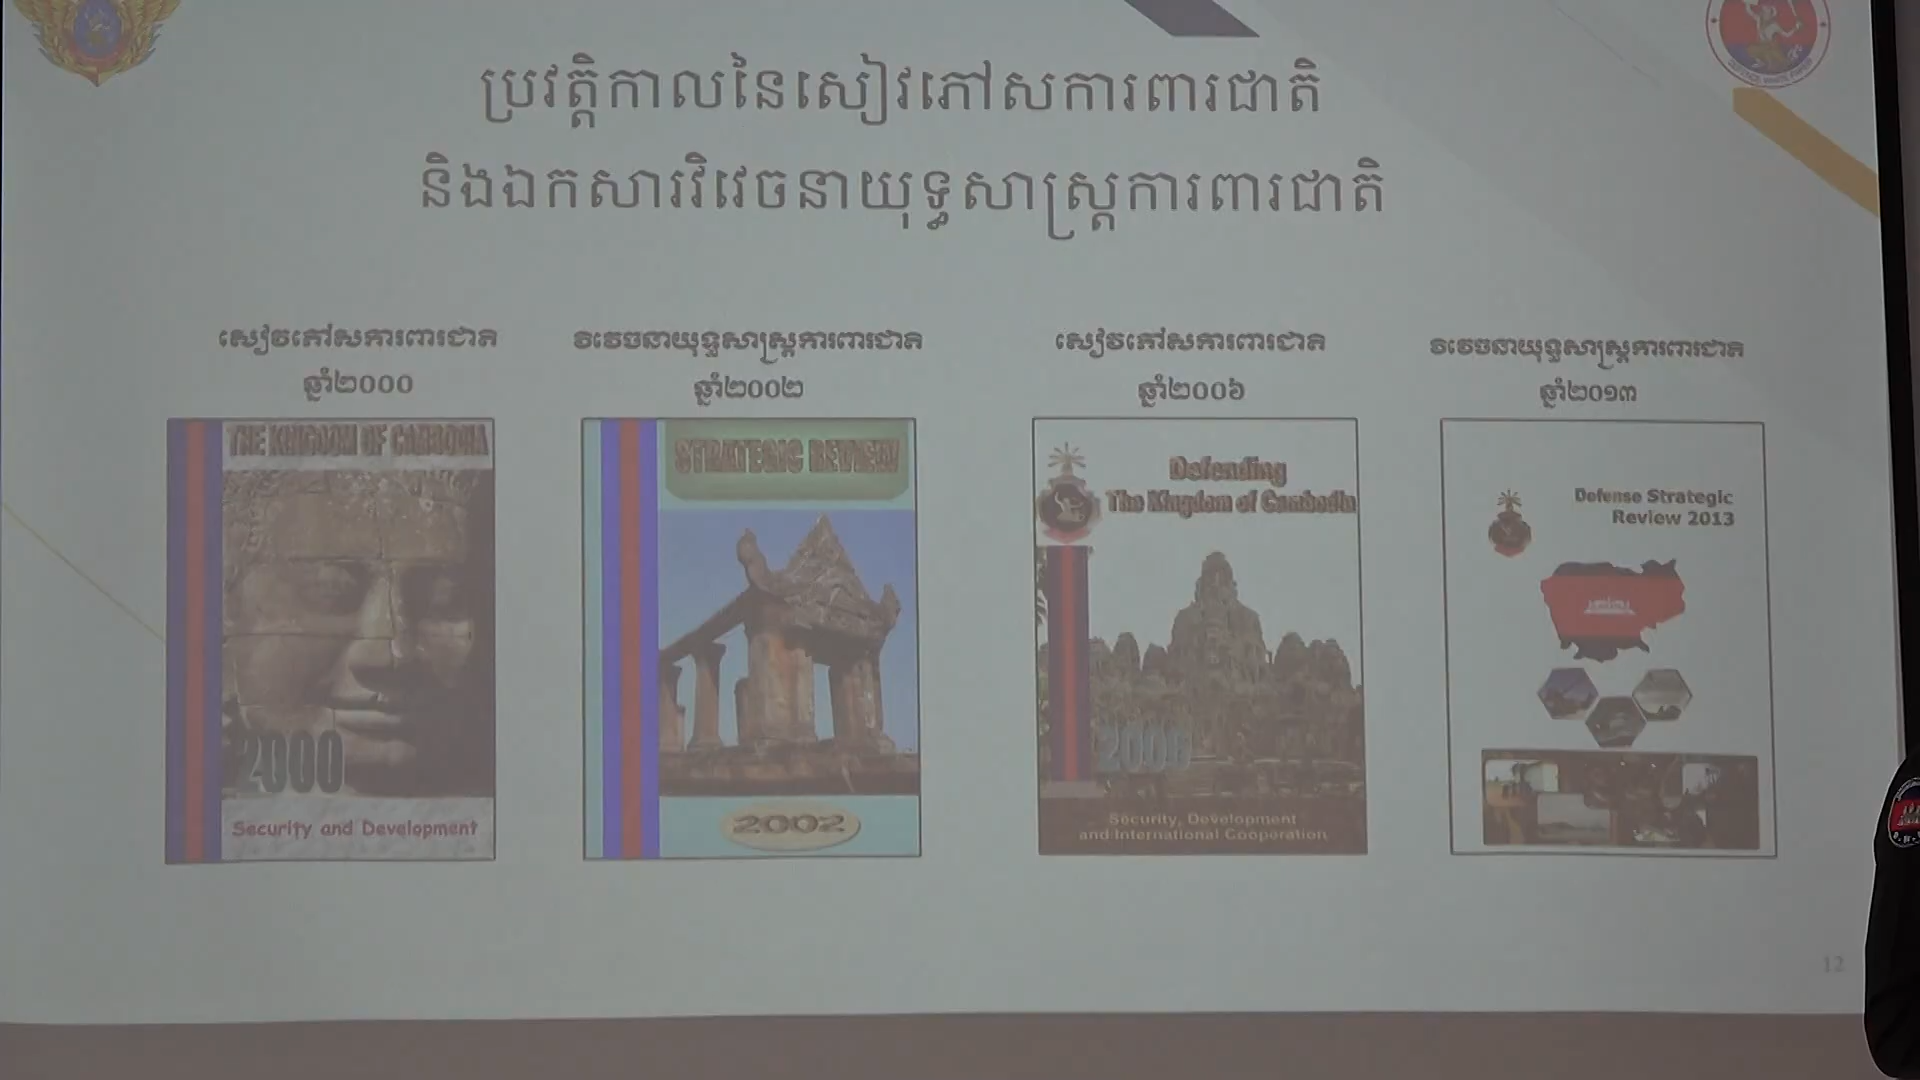 ប្រវត្តិកាលនៃសៀវភៅសការពារជាតិ
និងឯកសារវិវេចនាយុទ្ធសាស្ត្រការពារជាតិ
សៀវភៅសការពារជាតិ
ឆ្នាំ២០០០
វិវេចនាយុទ្ធសាស្ត្រការពារជាតិ
ឆ្នាំ២០០២
សៀវភៅសការពារជាតិ
ឆ្នាំ២០០៦
វិវេចនាយុទ្ធសាស្ត្រការពារជាតិ
ឆ្នាំ២០១៣
THE KINGDOM OF CAMBODIA
2000
Security and Development
STRATEGIC REVIEW
2002
Defending
The Kingdom of Cambodia
2006
Security, Development
and International Cooperation
Defense Strategic
Review 2013
12